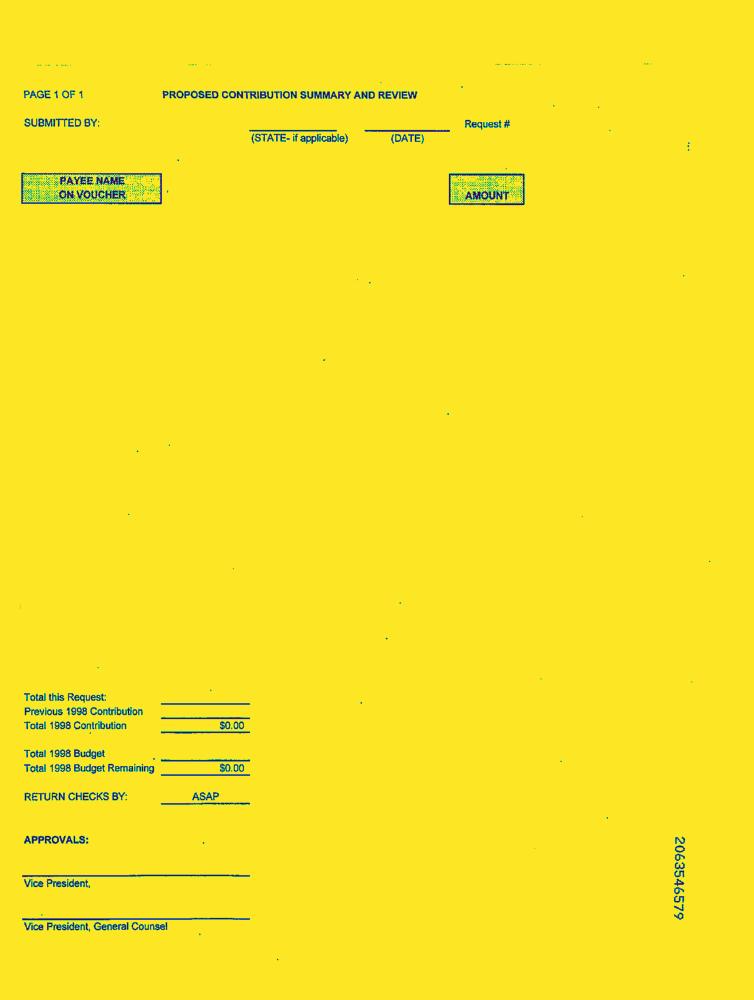 PAGE 1 OF 1 PROPOSED CONTRIBUTION SUMMARY AND REVIEW
SUBMITTED BY: Request #
(STATE- if applicable) (DATE)
PAYEE NAME
ON VOUCHER AMOUNT
Total this Request:
Previous 1998 Contribution
Total 1998 Contribution $0.00
Total 1998 Budget
Total 1998 Budget Remaining $0.00
RETURN CHECKS BY: ASAP
APPROVALS:
Vice President,
Vice President, General Counsel
2063546579